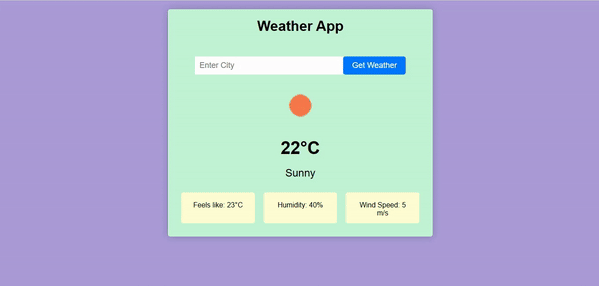 Weather App
Enter City
Get Weather
22°C
Sunny
Feels like: 23°C
Humidity: 40%
Wind Speed: 5
m/s